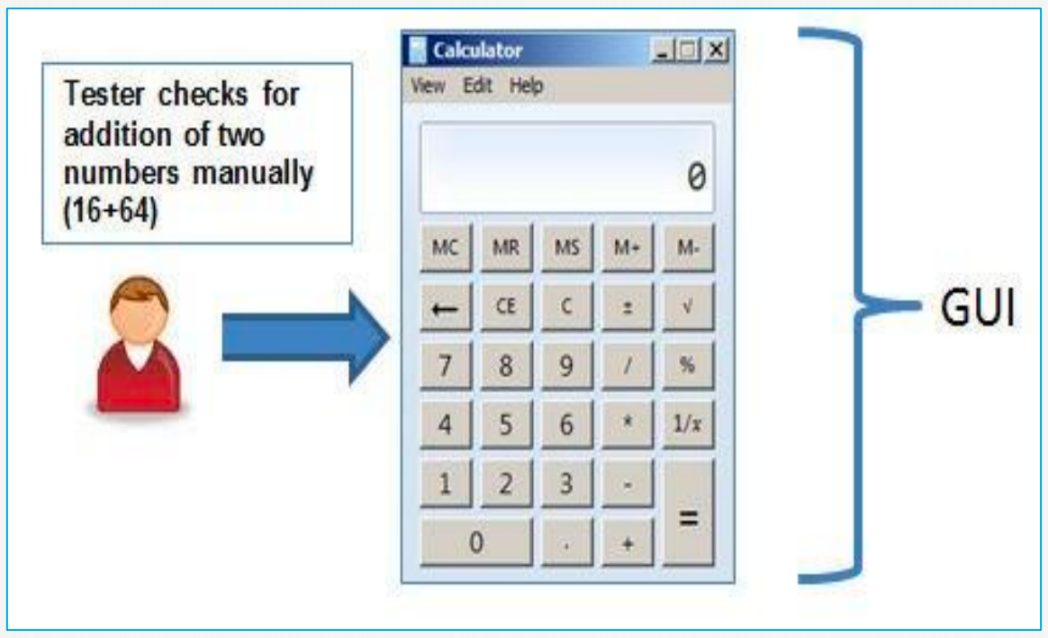 Tester checks for
addition of two
numbers manually
(16+64)
Calculator
View Edit Help
0
MC MR MS M+ M-
← CE C ± √
7 8 9 / %
4 5 6 * 1/x
1 2 3 -
=
0 . +
GUI